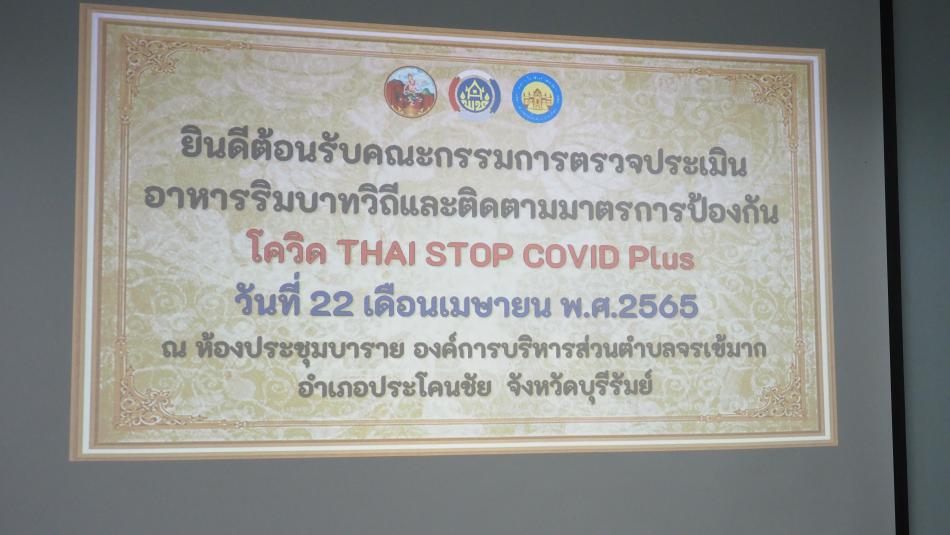 ยินดีต้อนรับคณะกรรมการตรวจประเมิน
อาหารริมบาทวิถีและติดตามมาตรการป้องกัน
โควิด THAI STOP COVID Plus
วันที่ 22 เดือนเมษายน พ.ศ.2565
ณ ห้องประชุมบาราย องค์การบริหารส่วนตำบลจรเข้มาก
อำเภอประโคนชัย จังหวัดบุรีรัมย์